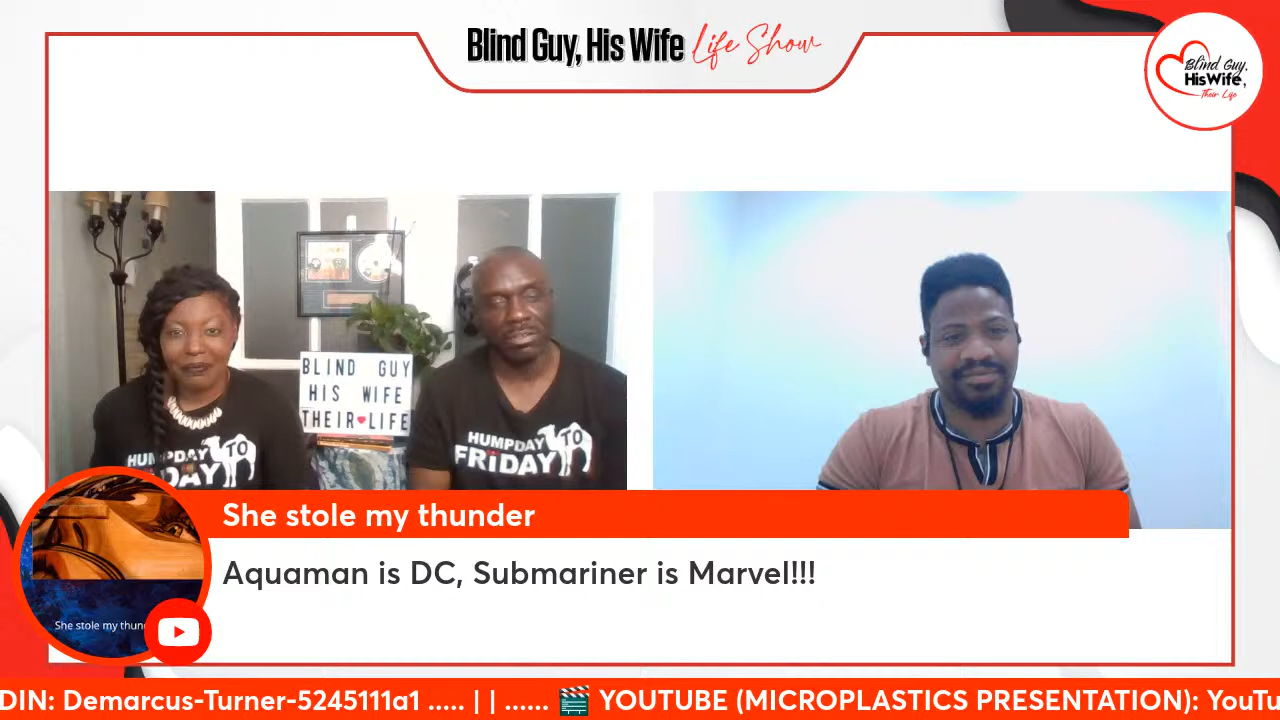 Blind Guy, His Wife Life Show
Blind Guy,
His Wife,
Their Life
BLIND GUY
HIS WIFE
THEIR LIFE
HUMPDAY TO
FRIDAY
HUMPDAY TO
FRIDAY
She stole my thunder
Aquaman is DC, Submariner is Marvel!!!
She stole my thun
DIN: Demarcus-Turner-5245111a1 ..... | | ...... 🎬 YOUTUBE (MICROPLASTICS PRESENTATION): YouTu